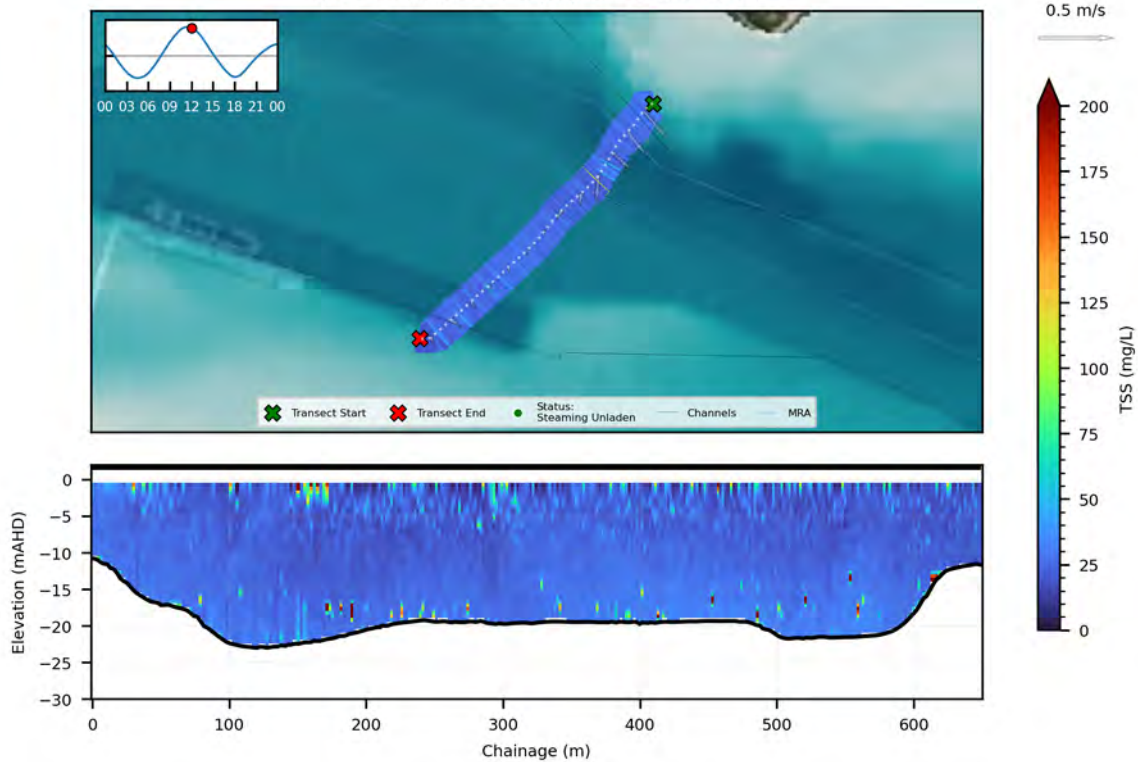 0.5 m/s
00 03 06 09 12 15 18 21 00
Transect Start
Transect End
Status:
Steaming Unladen
Channels
MRA
200
175
150
125
100
75
50
25
0
TSS (mg/L)
0
−5
−10
−15
−20
−25
−30
Elevation (mAHD)
0 100 200 300 400 500 600
Chainage (m)